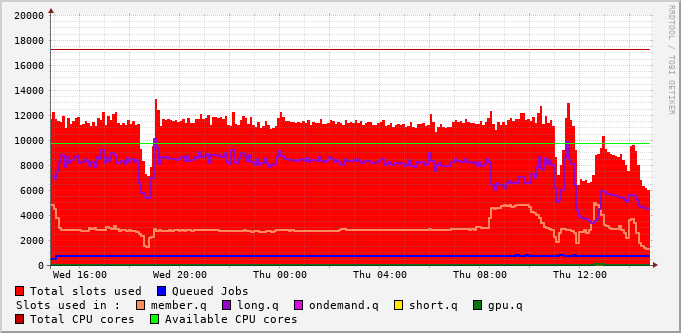 20000
18000
16000
14000
12000
10000
8000
6000
4000
2000
0
Wed 16:00 Wed 20:00 Thu 00:00 Thu 04:00 Thu 08:00 Thu 12:00
RRDTOOL / TOBI OETIKER
Total slots used Queued Jobs
Slots used in : member.q long.q ondemand.q short.q gpu.q
Total CPU cores Available CPU cores